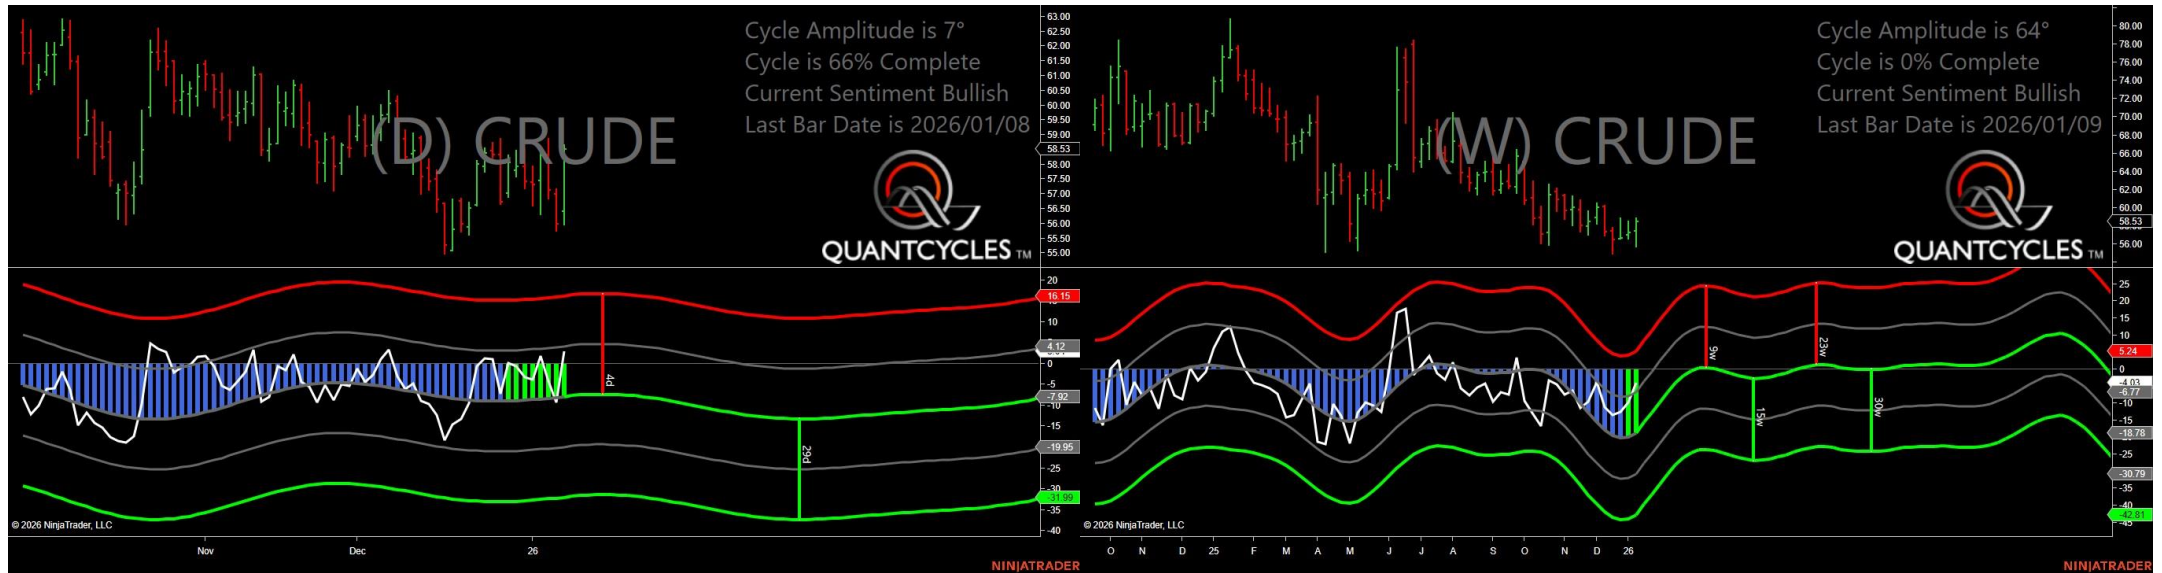 (D) CRUDE
Cycle Amplitude is 7°
Cycle is 66% Complete
Current Sentiment Bullish
Last Bar Date is 2026/01/08
QUANTCYCLES TM
63.00
62.50
62.00
61.50
61.00
60.50
60.00
59.50
59.00
58.53
58.00
57.50
57.00
56.50
56.00
55.50
55.00
20
16.15
10
4.12
0
-5
-7.92
-10
-15
-19.95
-25
-30
-31.99
-35
-40
4d
29d
© 2026 NinjaTrader, LLC
Nov
Dec
26
NINJATRADER
(W) CRUDE
Cycle Amplitude is 64°
Cycle is 0% Complete
Current Sentiment Bullish
Last Bar Date is 2026/01/09
QUANTCYCLES TM
80.00
78.00
76.00
74.00
72.00
70.00
68.00
66.00
64.00
62.00
60.00
58.53
56.00
25
20
15
10
5.24
0
-4.03
-6.77
-10
-15
-18.78
-25
-30.79
-35
-40
-42.81
-45
9w
15w
23w
30w
© 2026 NinjaTrader, LLC
O N D 25 F M A M J J A S O N D 26
NINJATRADER